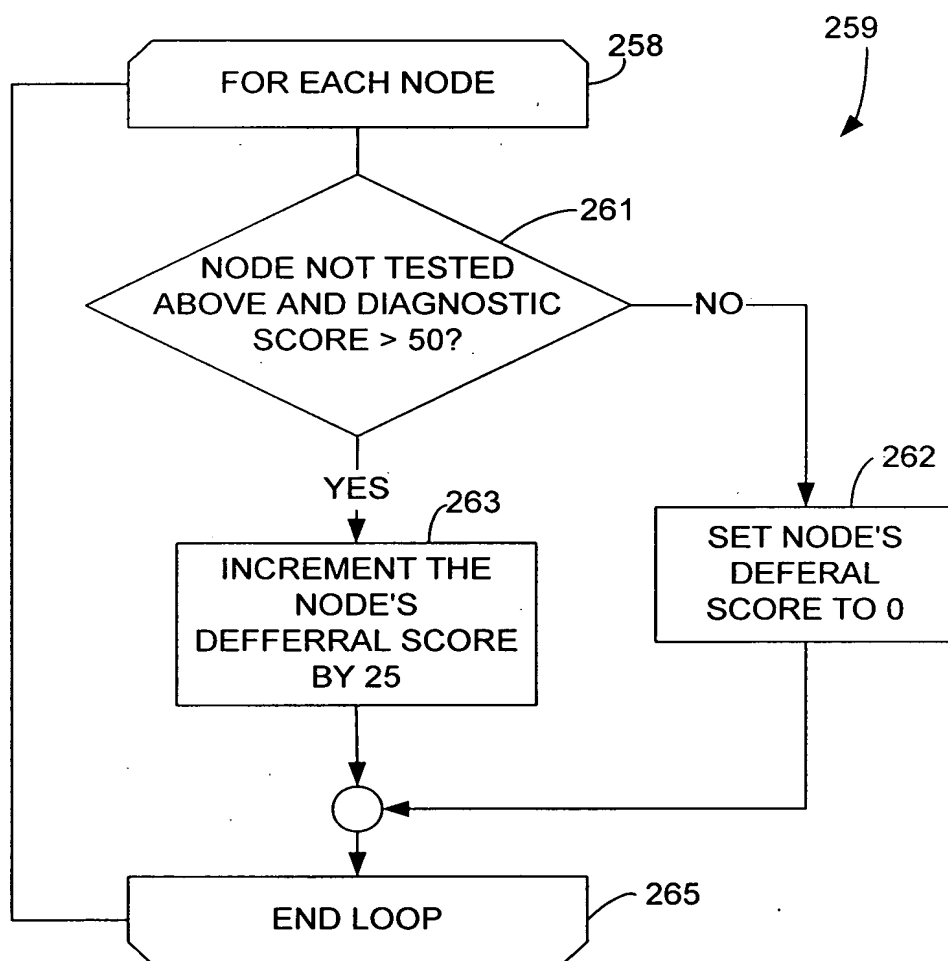 258
259
FOR EACH NODE
261
NODE NOT TESTED
ABOVE AND DIAGNOSTIC
SCORE > 50?
NO
YES
262
263
SET NODE'S
DEFERAL
SCORE TO 0
INCREMENT THE
NODE'S
DEFFERRAL SCORE
BY 25
END LOOP
265